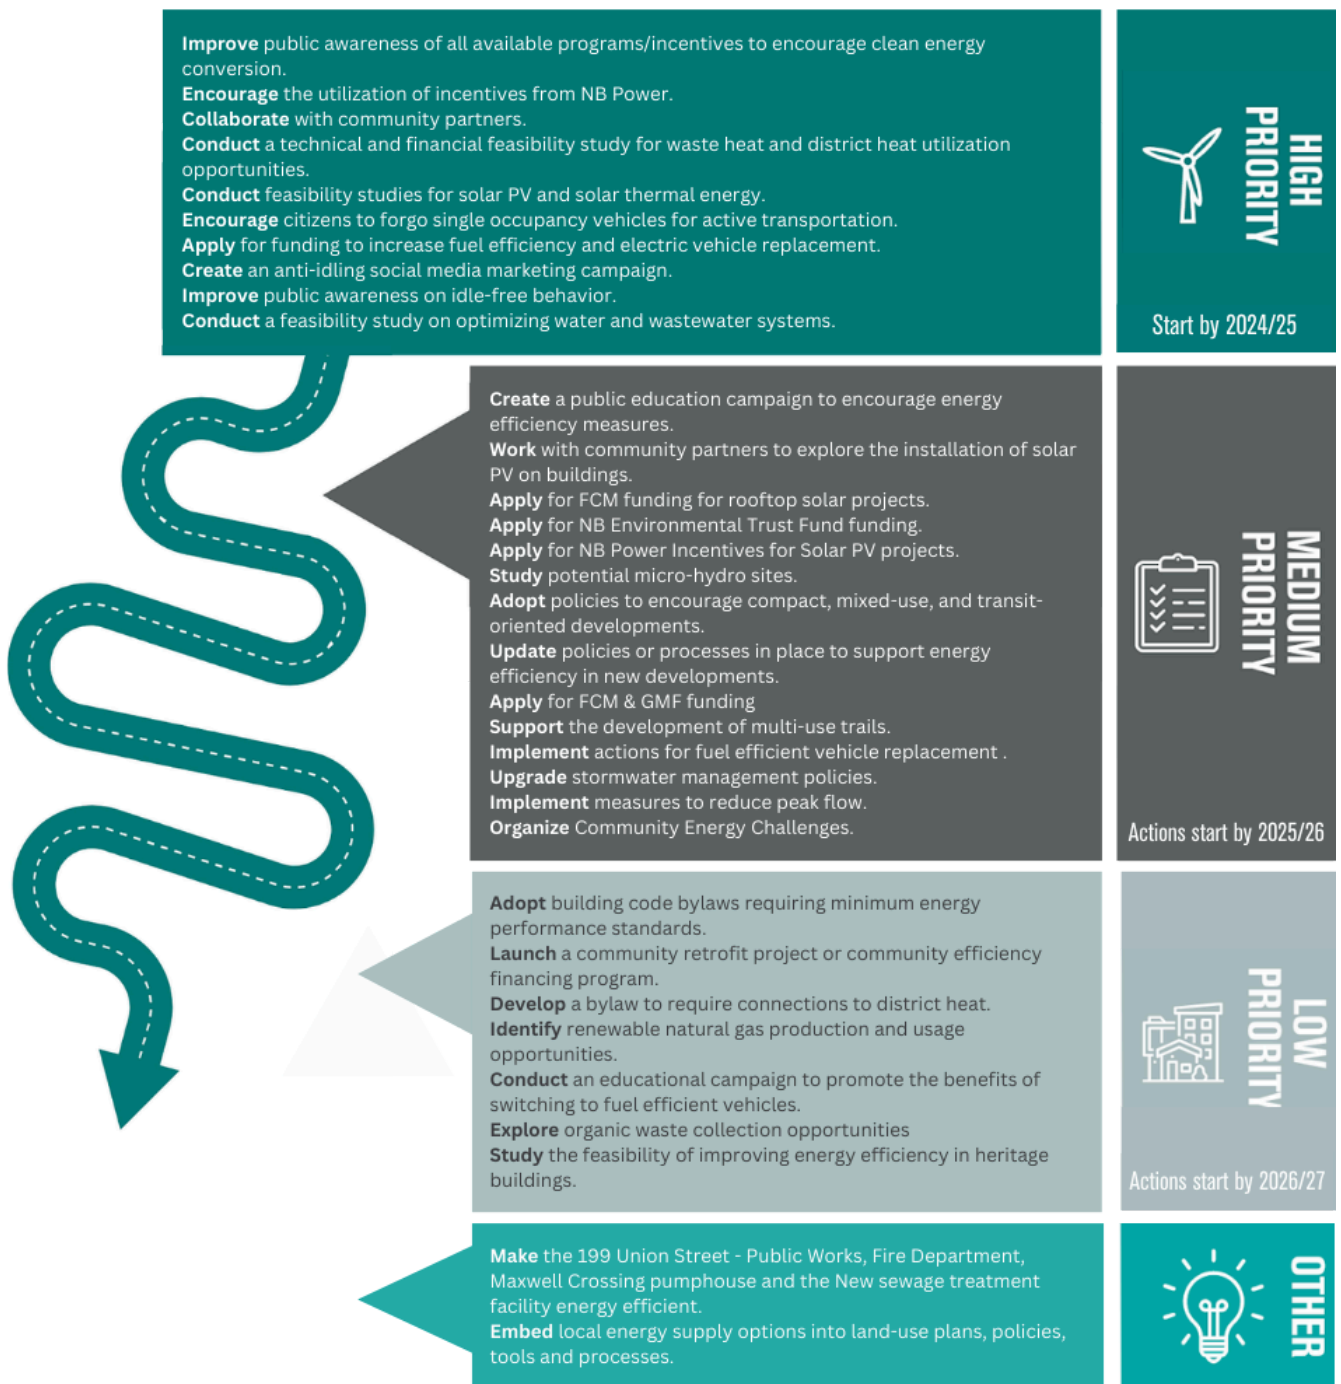 Improve public awareness of all available programs/incentives to encourage clean energy
conversion.
Encourage the utilization of incentives from NB Power.
Collaborate with community partners.
Conduct a technical and financial feasibility study for waste heat and district heat utilization
opportunities.
Conduct feasibility studies for solar PV and solar thermal energy.
Encourage citizens to forgo single occupancy vehicles for active transportation.
Apply for funding to increase fuel efficiency and electric vehicle replacement.
Create an anti-idling social media marketing campaign.
Improve public awareness on idle-free behavior.
Conduct a feasibility study on optimizing water and wastewater systems.
HIGH
PRIORITY
Start by 2024/25
Create a public education campaign to encourage energy
efficiency measures.
Work with community partners to explore the installation of solar
PV on buildings.
Apply for FCM funding for rooftop solar projects.
Apply for NB Environmental Trust Fund funding.
Apply for NB Power Incentives for Solar PV projects.
Study potential micro-hydro sites.
Adopt policies to encourage compact, mixed-use, and transit-
oriented developments.
Update policies or processes in place to support energy
efficiency in new developments.
Apply for FCM & GMF funding
Support the development of multi-use trails.
Implement actions for fuel efficient vehicle replacement .
Upgrade stormwater management policies.
Implement measures to reduce peak flow.
Organize Community Energy Challenges.
MEDIUM
PRIORITY
Actions start by 2025/26
Adopt building code bylaws requiring minimum energy
performance standards.
Launch a community retrofit project or community efficiency
financing program.
Develop a bylaw to require connections to district heat.
Identify renewable natural gas production and usage
opportunities.
Conduct an educational campaign to promote the benefits of
switching to fuel efficient vehicles.
Explore organic waste collection opportunities
Study the feasibility of improving energy efficiency in heritage
buildings.
LOW
PRIORITY
Actions start by 2026/27
Make the 199 Union Street - Public Works, Fire Department,
Maxwell Crossing pumphouse and the New sewage treatment
facility energy efficient.
Embed local energy supply options into land-use plans, policies,
tools and processes.
OTHER